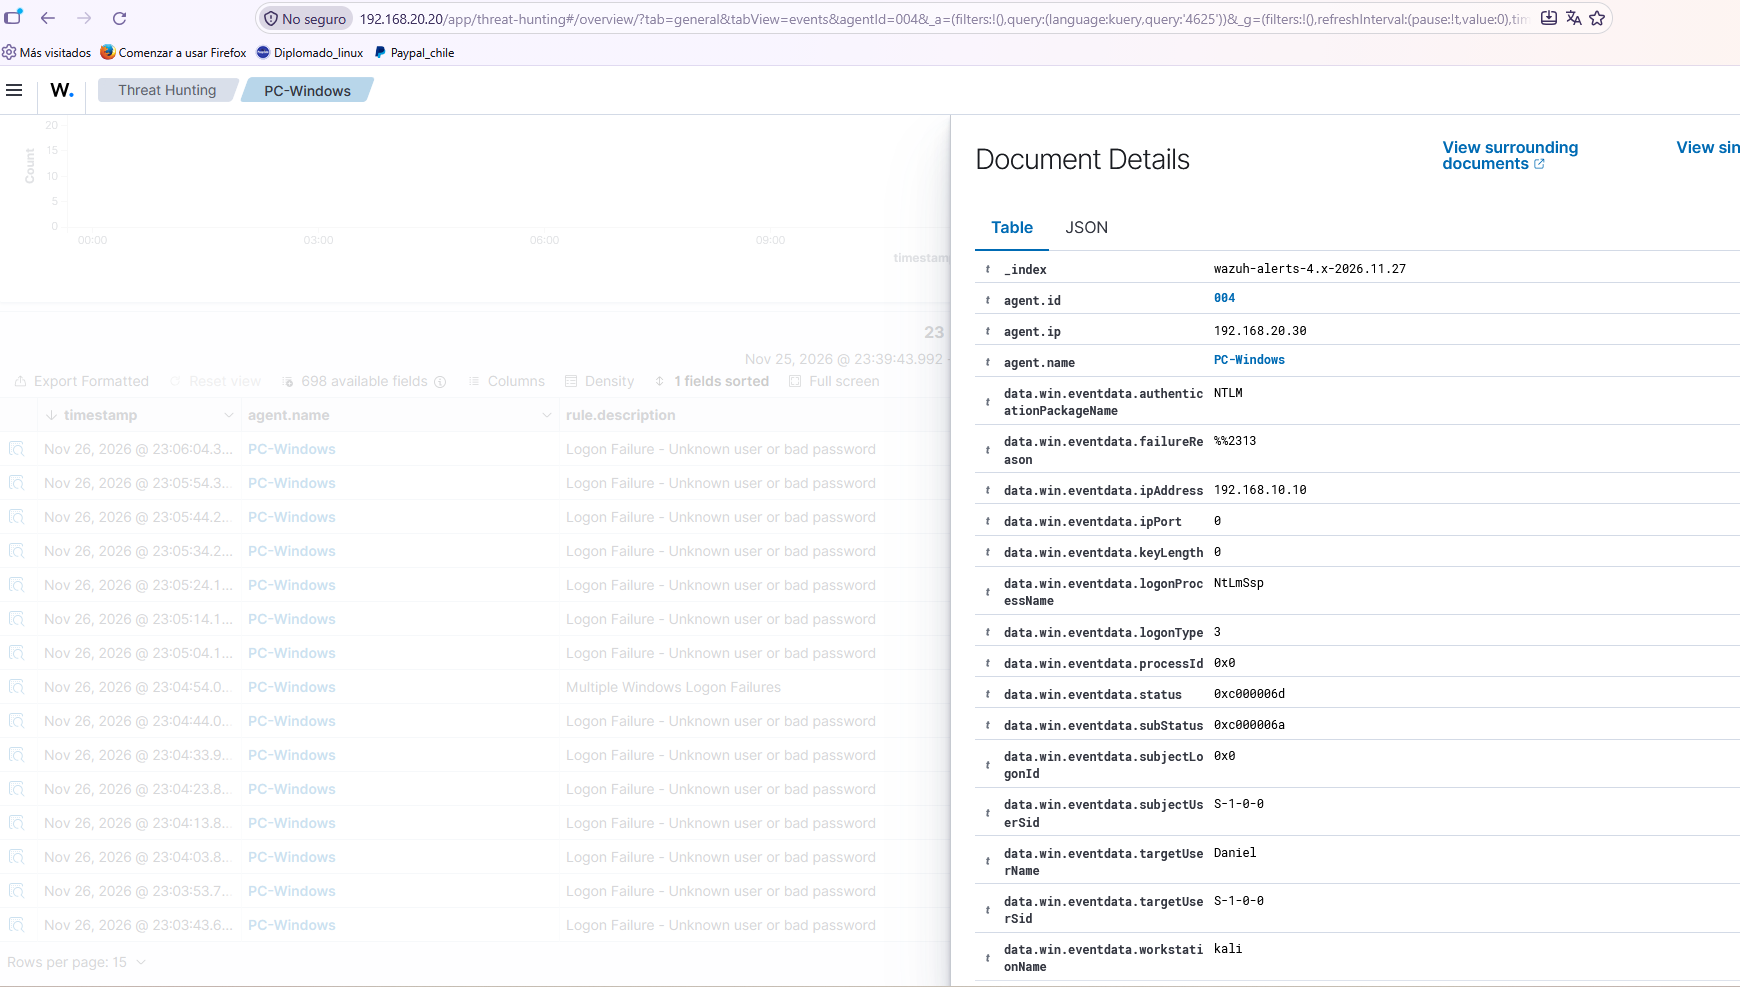 No seguro 192.168.20.20/app/threat-hunting#/overview/?tab=general&tabView=events&agentId=004&_a=(filters:!(),query:(language:kuery,query:'4625'))&_g=(filters:!(),refreshInterval:(pause:!t,value:0),tim
Más visitados Comenzar a usar Firefox Diplomado_linux Paypal_chile
W. Threat Hunting PC-Windows
20
15
10
5
0
Count
00:00 03:00 06:00 09:00
timestam
23
Nov 25, 2026 @ 23:39:43.992 -
Export Formatted Reset view 698 available fields Columns Density 1 fields sorted Full screen
timestamp agent.name rule.description
Nov 26, 2026 @ 23:06:04.3... PC-Windows Logon Failure - Unknown user or bad password
Nov 26, 2026 @ 23:05:54.3... PC-Windows Logon Failure - Unknown user or bad password
Nov 26, 2026 @ 23:05:44.2... PC-Windows Logon Failure - Unknown user or bad password
Nov 26, 2026 @ 23:05:34.2... PC-Windows Logon Failure - Unknown user or bad password
Nov 26, 2026 @ 23:05:24.1... PC-Windows Logon Failure - Unknown user or bad password
Nov 26, 2026 @ 23:05:14.1... PC-Windows Logon Failure - Unknown user or bad password
Nov 26, 2026 @ 23:05:04.1... PC-Windows Logon Failure - Unknown user or bad password
Nov 26, 2026 @ 23:04:54.0... PC-Windows Multiple Windows Logon Failures
Nov 26, 2026 @ 23:04:44.0... PC-Windows Logon Failure - Unknown user or bad password
Nov 26, 2026 @ 23:04:33.9... PC-Windows Logon Failure - Unknown user or bad password
Nov 26, 2026 @ 23:04:23.8... PC-Windows Logon Failure - Unknown user or bad password
Nov 26, 2026 @ 23:04:13.8... PC-Windows Logon Failure - Unknown user or bad password
Nov 26, 2026 @ 23:04:03.8... PC-Windows Logon Failure - Unknown user or bad password
Nov 26, 2026 @ 23:03:53.7... PC-Windows Logon Failure - Unknown user or bad password
Nov 26, 2026 @ 23:03:43.6... PC-Windows Logon Failure - Unknown user or bad password
Rows per page: 15
Document Details
View surrounding
documents
View sin
Table JSON
t _index wazuh-alerts-4.x-2026.11.27
t agent.id 004
t agent.ip 192.168.20.30
t agent.name PC-Windows
t data.win.eventdata.authentic
ationPackageName NTLM
t data.win.eventdata.failureRe
ason %%2313
t data.win.eventdata.ipAddress 192.168.10.10
t data.win.eventdata.ipPort 0
t data.win.eventdata.keyLength 0
t data.win.eventdata.logonProc
essName NtLmSsp
t data.win.eventdata.logonType 3
t data.win.eventdata.processId 0x0
t data.win.eventdata.status 0xc000006d
t data.win.eventdata.subStatus 0xc000006a
t data.win.eventdata.subjectLo
gonId 0x0
t data.win.eventdata.subjectUs
erSid S-1-0-0
t data.win.eventdata.targetUse
rName Daniel
t data.win.eventdata.targetUse
rSid S-1-0-0
t data.win.eventdata.workstati
onName kali